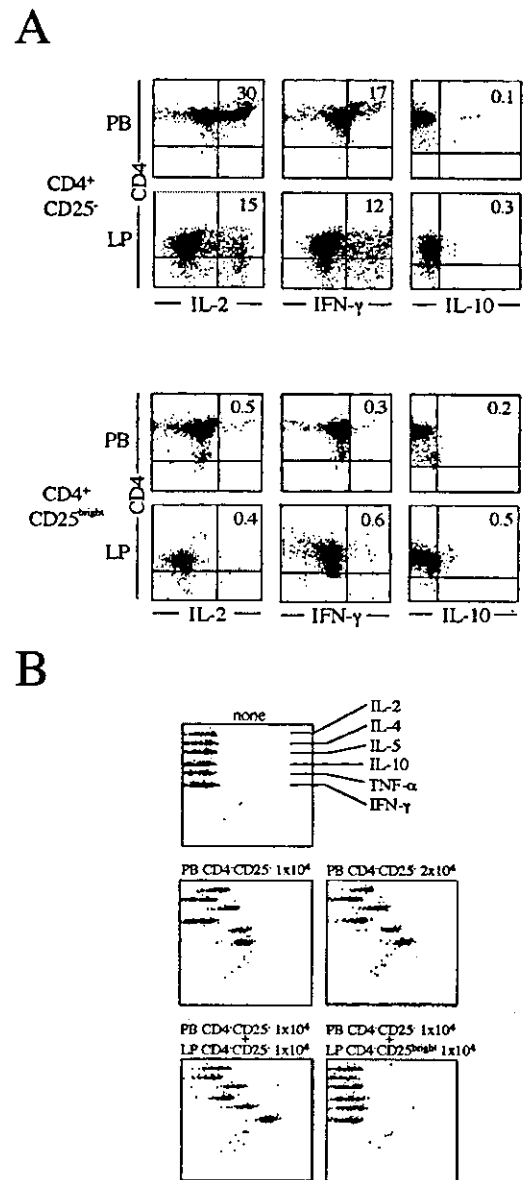 A
30 17 0.1
PB
CD4⁺
CD25⁻
CD4
15 12 0.3
LP
IL-2 IFN-γ IL-10
0.5 0.3 0.2
PB
CD4⁺
CD25ᵇʳⁱᵍʰᵗ
CD4
0.4 0.6 0.5
LP
IL-2 IFN-γ IL-10
B
none
IL-2
IL-4
IL-5
IL-10
TNF-α
IFN-γ
PB CD4⁻CD25⁻ 1x10⁴ PB CD4⁻CD25⁻ 2x10⁴
PB CD4⁻CD25⁻ 1x10⁴ PB CD4⁻CD25⁻ 1x10⁴
+ +
LP CD4⁻CD25⁻ 1x10⁴ LP CD4⁻CD25ᵇʳⁱᵍʰᵗ 1x10⁴